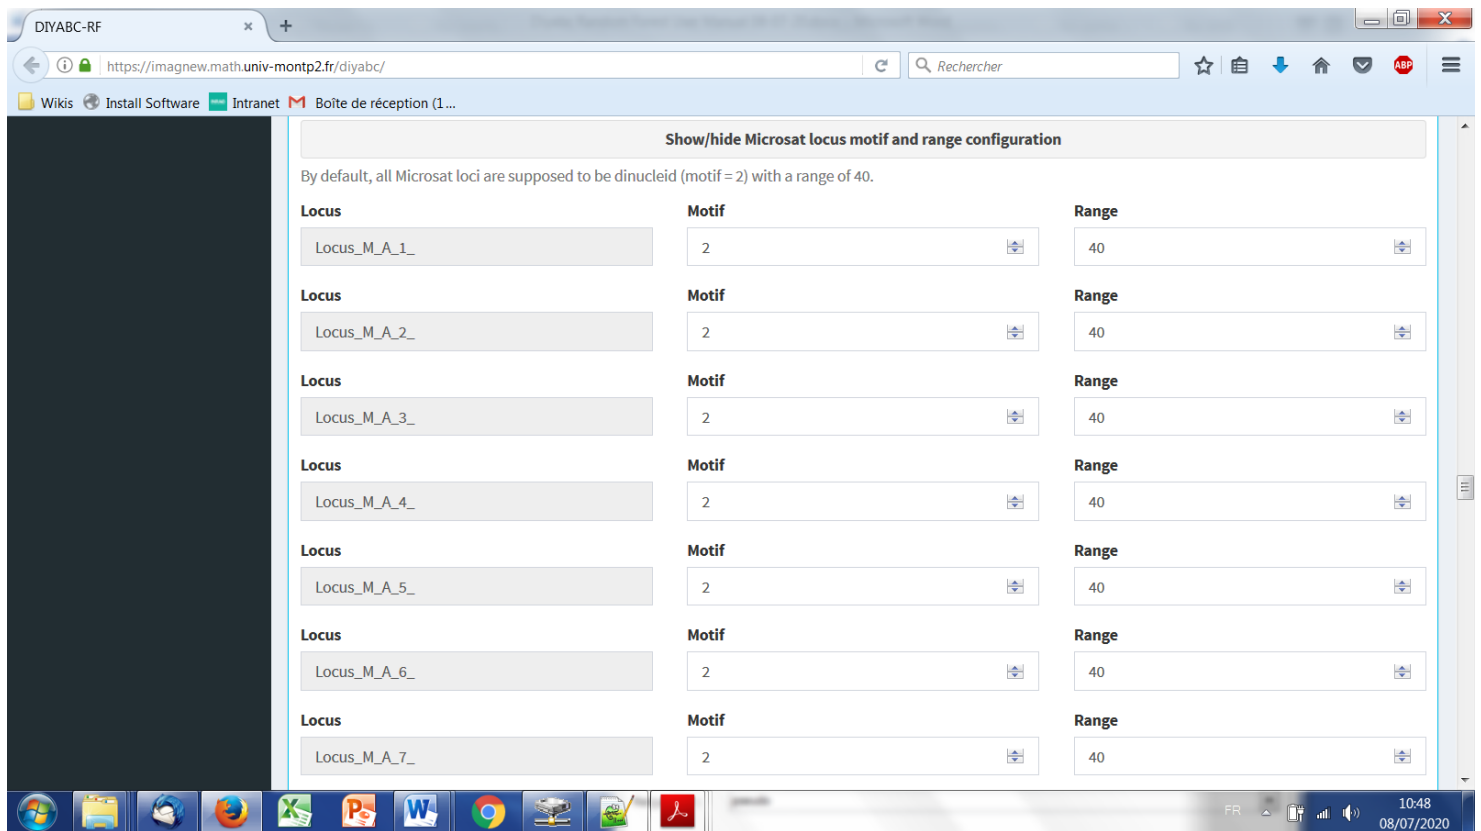 DIYABC-RF
https://imagnew.math.univ-montp2.fr/diyabc/
Rechercher
ABP
Wikis Install Software Intranet Boîte de réception (1...
Show/hide Microsat locus motif and range configuration
By default, all Microsat loci are supposed to be dinucleid (motif = 2) with a range of 40.
Locus Motif Range
Locus_M_A_1_ 2 40
Locus Motif Range
Locus_M_A_2_ 2 40
Locus Motif Range
Locus_M_A_3_ 2 40
Locus Motif Range
Locus_M_A_4_ 2 40
Locus Motif Range
Locus_M_A_5_ 2 40
Locus Motif Range
Locus_M_A_6_ 2 40
Locus Motif Range
Locus_M_A_7_ 2 40
FR
10:48
08/07/2020